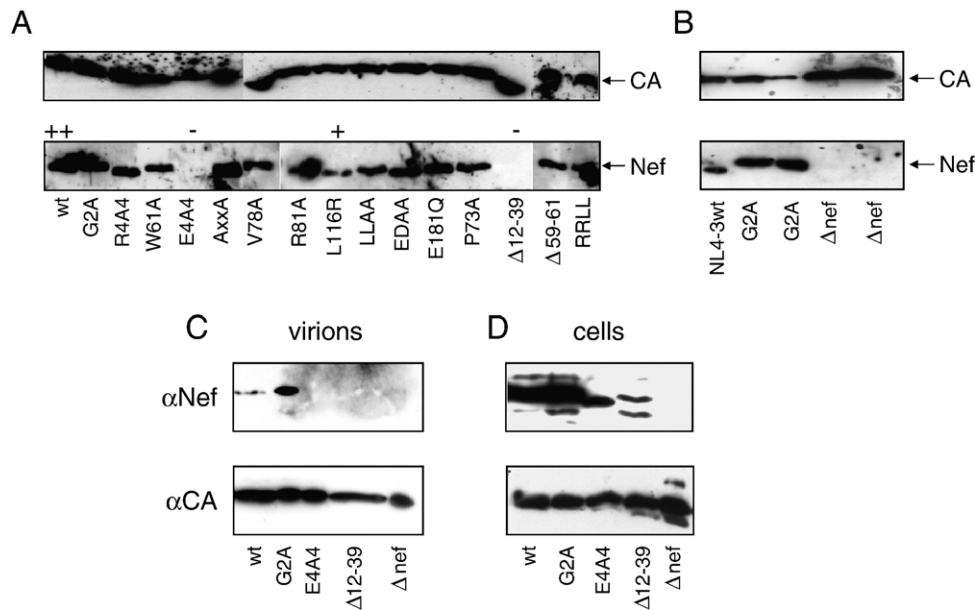 A
CA
++ - + -
Nef
wt
G2A
R4A4
W61A
E4A4
AxxA
V78A
R81A
L116R
LLAA
EDAA
E181Q
P73A
Δ12-39
Δ59-61
RRLL
B
CA
Nef
NL4-3wt
G2A
G2A
Δnef
Δnef
C virions
αNef
αCA
wt
G2A
E4A4
Δ12-39
Δ nef
D cells
wt
G2A
E4A4
Δ12-39
Δ nef